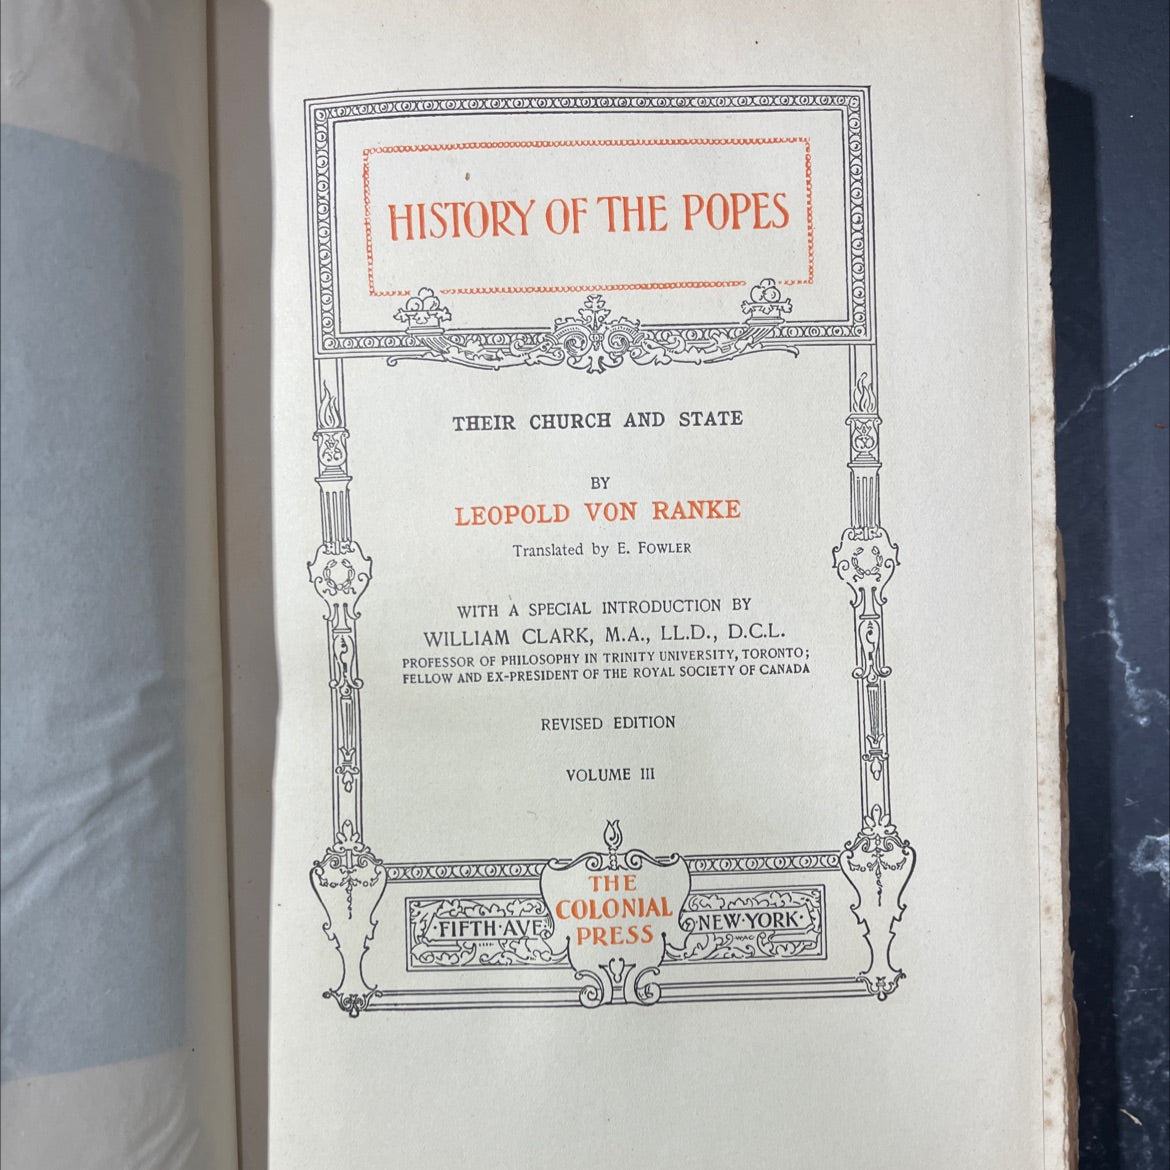 HISTORY OF THE POPES
THEIR CHURCH AND STATE
BY
LEOPOLD VON RANKE
Translated by E. FOWLER
WITH A SPECIAL INTRODUCTION BY
WILLIAM CLARK, M.A., LL.D., D.C.L.
PROFESSOR OF PHILOSOPHY IN TRINITY UNIVERSITY, TORONTO;
FELLOW AND EX-PRESIDENT OF THE ROYAL SOCIETY OF CANADA
REVISED EDITION
VOLUME III
THE
COLONIAL
PRESS
·FIFTH·AVE·
·NEW·YORK·